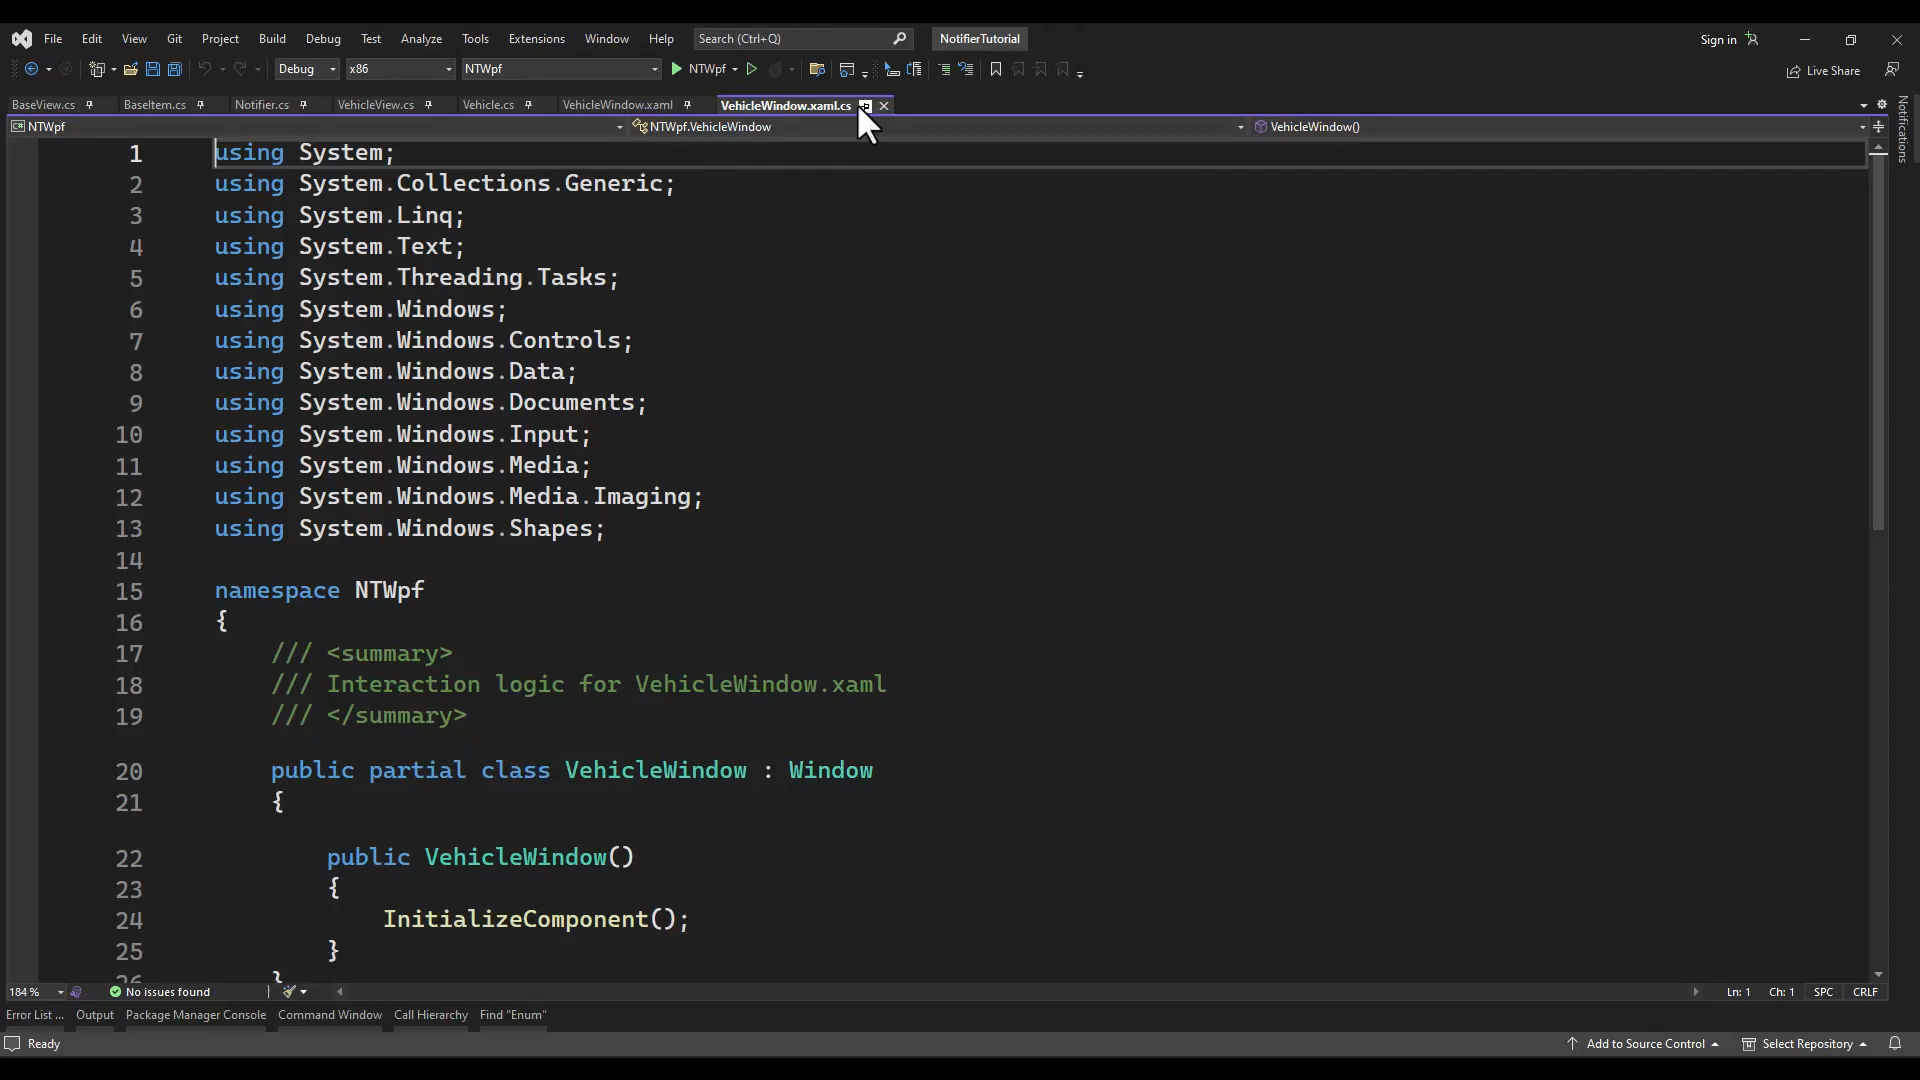 File Edit View Git Project Build Debug Test Analyze Tools Extensions Window Help Search (Ctrl+Q) NotifierTutorial Sign in
Debug x86 NTWpf NTWpf Live Share
BaseView.cs BaseItem.cs Notifier.cs VehicleView.cs Vehicle.cs VehicleWindow.xaml VehicleWindow.xaml.cs
Notifications
C# NTWpf NTWpf.VehicleWindow VehicleWindow()
1 using System;
2 using System.Collections.Generic;
3 using System.Linq;
4 using System.Text;
5 using System.Threading.Tasks;
6 using System.Windows;
7 using System.Windows.Controls;
8 using System.Windows.Data;
9 using System.Windows.Documents;
10 using System.Windows.Input;
11 using System.Windows.Media;
12 using System.Windows.Media.Imaging;
13 using System.Windows.Shapes;
14
15 namespace NTWpf
16 {
17 /// <summary>
18 /// Interaction logic for VehicleWindow.xaml
19 /// </summary>
20 public partial class VehicleWindow : Window
21 {
22 public VehicleWindow()
23 {
24 InitializeComponent();
25 }
26 }
184 % No issues found Ln: 1 Ch: 1 SPC CRLF
Error List ... Output Package Manager Console Command Window Call Hierarchy Find "Enum"
Ready Add to Source Control Select Repository